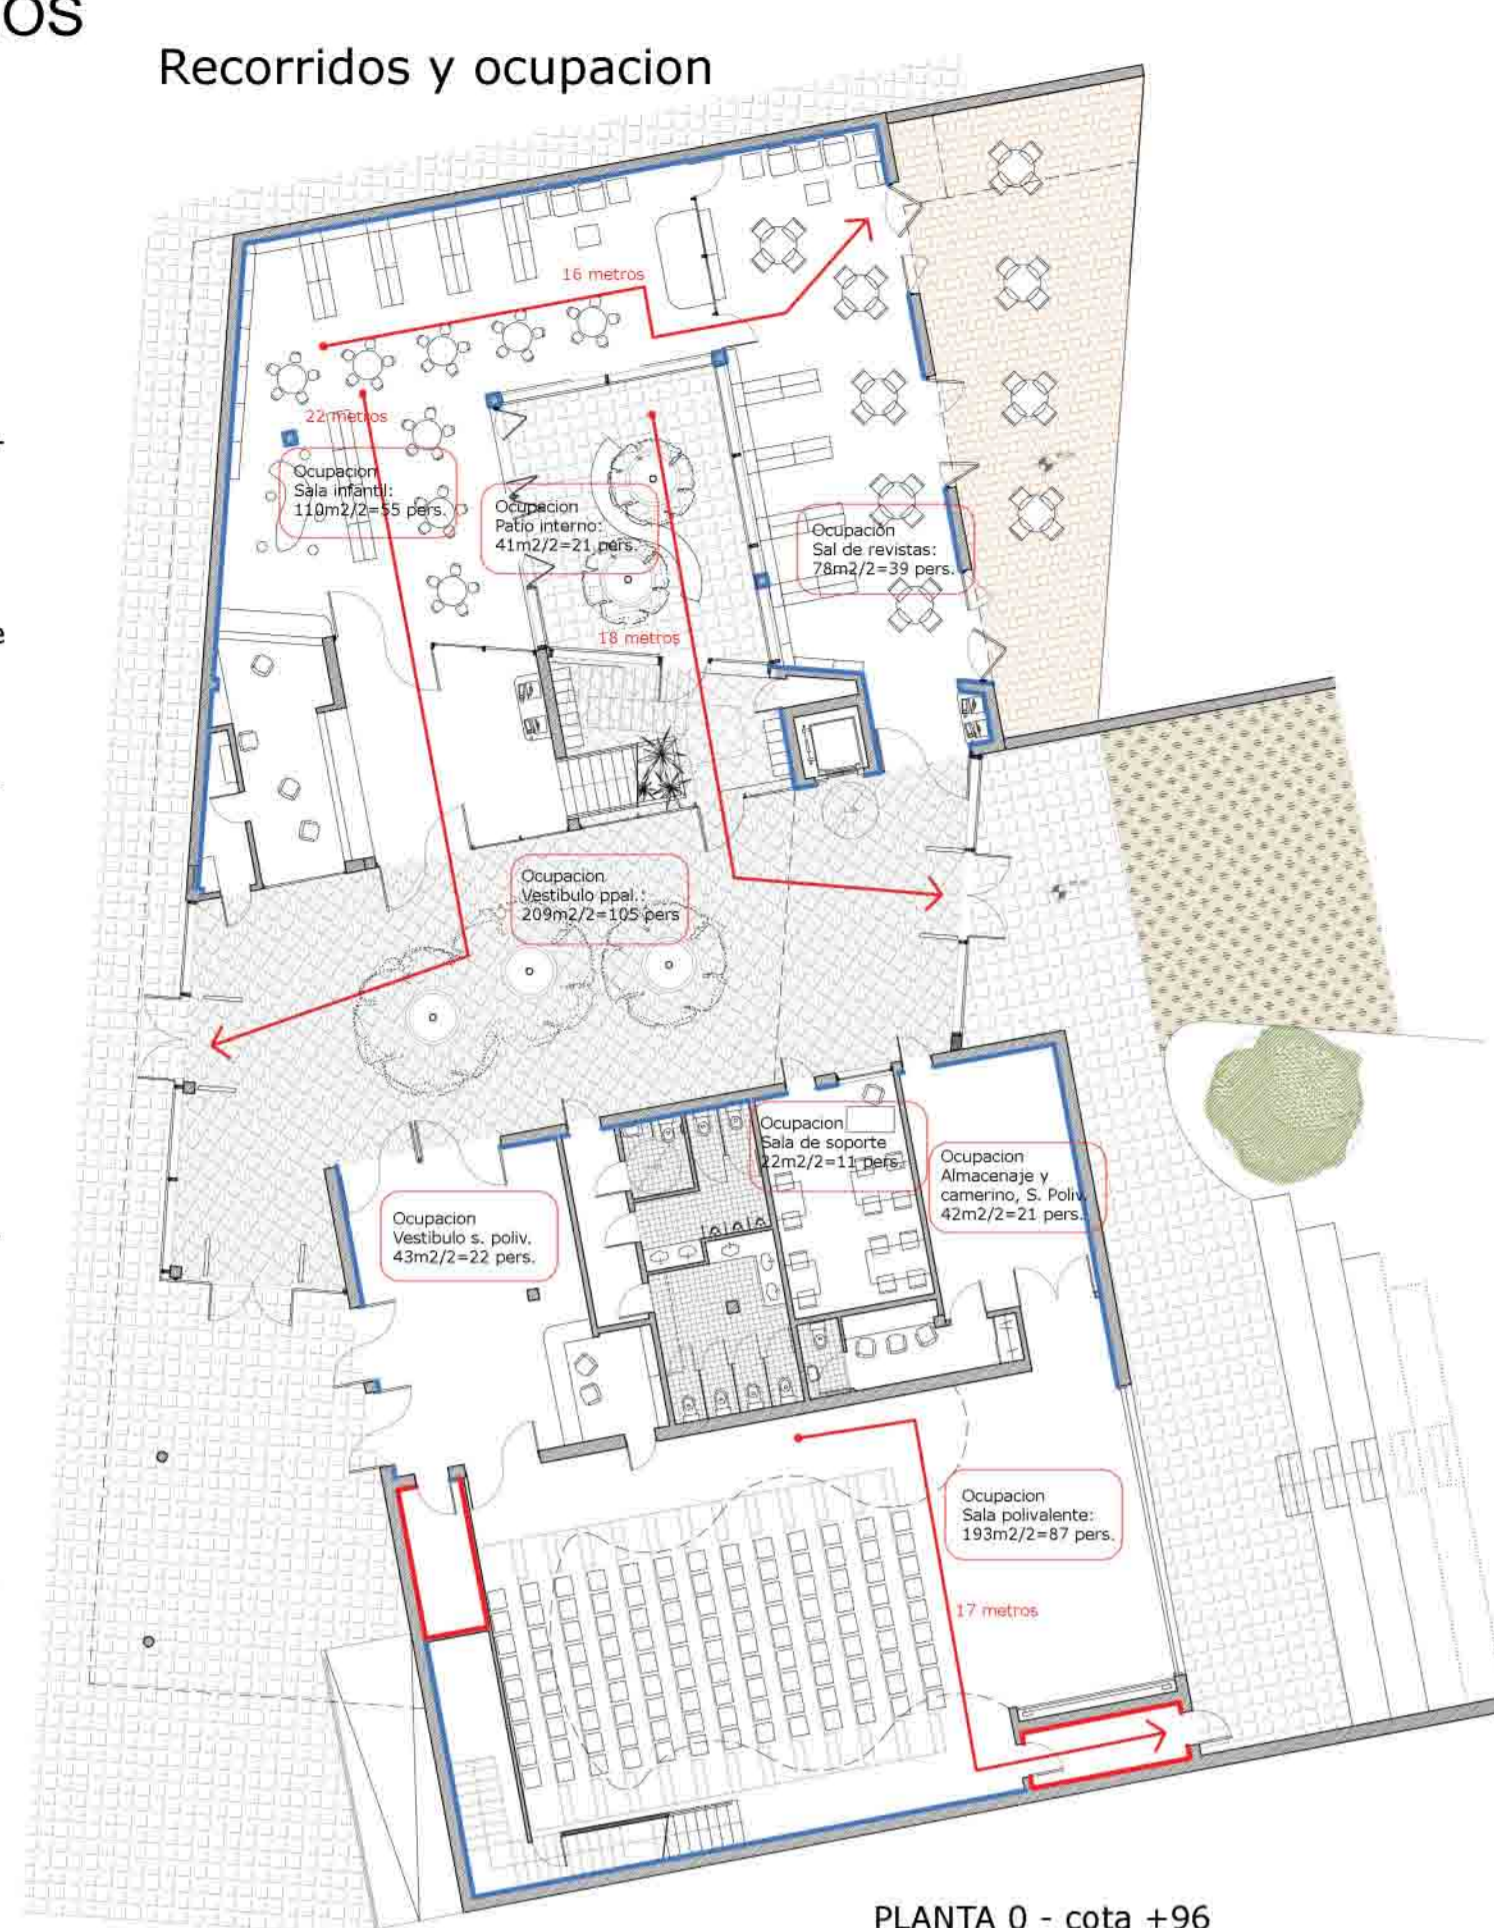 os
Recorridos y ocupacion
16 metros
22 metros
Ocupacion
Sala infantil:
110m2/2=55 pers.
Ocupacion
Patio interno:
41m2/2=21 pers.
Ocupación
Sal de revistas:
78m2/2=39 pers.
18 metros
Ocupacion
Vestibulo ppal.:
209m2/2=105 pers
Ocupacion
Sala de soporte
22m2/2=11 pers.
Ocupacion
Almacenaje y
camerino, S. Poliv.
42m2/2=21 pers.
Ocupacion
Vestibulo s. poliv.
43m2/2=22 pers.
Ocupacion
Sala polivalente:
193m2/2=87 pers.
17 metros
PLANTA 0 - cota +96